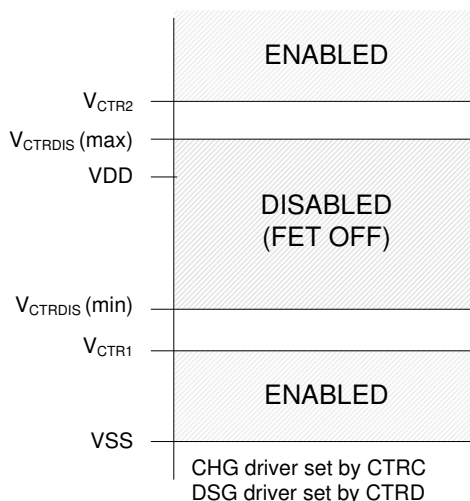 ENABLED
VCTR2
VCTRDIS (max)
VDD
DISABLED
(FET OFF)
VCTRDIS (min)
VCTR1
ENABLED
VSS
CHG driver set by CTRC
DSG driver set by CTRD